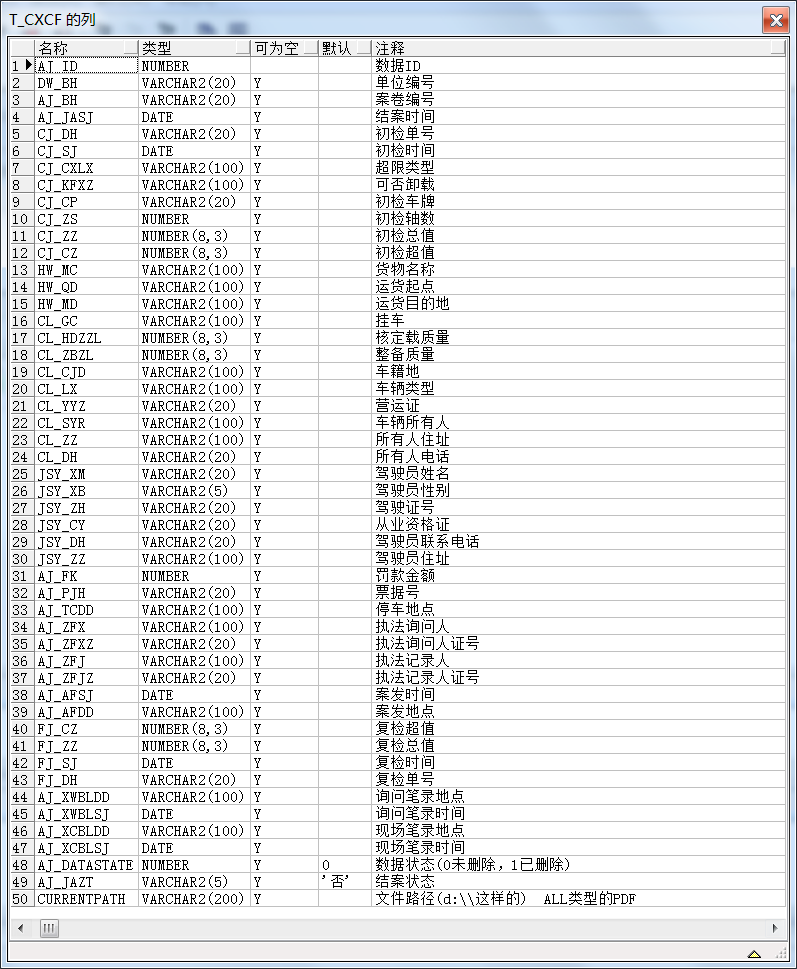 T_CXCF 的列
名称 类型 可为空 默认 注释
1 AJ_ID NUMBER 数据ID
2 DW_BH VARCHAR2(20) Y 单位编号
3 AJ_BH VARCHAR2(20) Y 案卷编号
4 AJ_JASJ DATE Y 结案时间
5 CJ_DH VARCHAR2(20) Y 初检单号
6 CJ_SJ DATE Y 初检时间
7 CJ_CXLX VARCHAR2(100) Y 超限类型
8 CJ_KFXZ VARCHAR2(100) Y 可否卸载
9 CJ_CP VARCHAR2(20) Y 初检车牌
10 CJ_ZS NUMBER Y 初检轴数
11 CJ_ZZ NUMBER(8,3) Y 初检总值
12 CJ_CZ NUMBER(8,3) Y 初检超值
13 HW_MC VARCHAR2(100) Y 货物名称
14 HW_QD VARCHAR2(100) Y 运货起点
15 HW_MD VARCHAR2(100) Y 运货目的地
16 CL_GC VARCHAR2(100) Y 挂车
17 CL_HDZZL NUMBER(8,3) Y 核定载质量
18 CL_ZBZL NUMBER(8,3) Y 整备质量
19 CL_CJD VARCHAR2(100) Y 车籍地
20 CL_LX VARCHAR2(100) Y 车辆类型
21 CL_YYZ VARCHAR2(20) Y 营运证
22 CL_SYR VARCHAR2(100) Y 车辆所有人
23 CL_ZZ VARCHAR2(100) Y 所有人住址
24 CL_DH VARCHAR2(20) Y 所有人电话
25 JSY_XM VARCHAR2(20) Y 驾驶员姓名
26 JSY_XB VARCHAR2(5) Y 驾驶员性别
27 JSY_ZH VARCHAR2(20) Y 驾驶证号
28 JSY_CY VARCHAR2(20) Y 从业资格证
29 JSY_DH VARCHAR2(20) Y 驾驶员联系电话
30 JSY_ZZ VARCHAR2(100) Y 驾驶员住址
31 AJ_FK NUMBER Y 罚款金额
32 AJ_PJH VARCHAR2(20) Y 票据号
33 AJ_TCDD VARCHAR2(100) Y 停车地点
34 AJ_ZFX VARCHAR2(100) Y 执法询问人
35 AJ_ZFXZ VARCHAR2(20) Y 执法询问人证号
36 AJ_ZFJ VARCHAR2(100) Y 执法记录人
37 AJ_ZFJZ VARCHAR2(20) Y 执法记录人证号
38 AJ_AFSJ DATE Y 案发时间
39 AJ_AFDD VARCHAR2(100) Y 案发地点
40 FJ_CZ NUMBER(8,3) Y 复检超值
41 FJ_ZZ NUMBER(8,3) Y 复检总值
42 FJ_SJ DATE Y 复检时间
43 FJ_DH VARCHAR2(20) Y 复检单号
44 AJ_XWBLDD VARCHAR2(100) Y 询问笔录地点
45 AJ_XWBLSJ DATE Y 询问笔录时间
46 AJ_XCBLDD VARCHAR2(100) Y 现场笔录地点
47 AJ_XCBLSJ DATE Y 现场笔录时间
48 AJ_DATASTATE NUMBER Y 0 数据状态(0未删除，1已删除)
49 AJ_JAZT VARCHAR2(5) Y '否' 结案状态
50 CURRENTPATH VARCHAR2(200) Y 文件路径(d:\\这样的) ALL类型的PDF